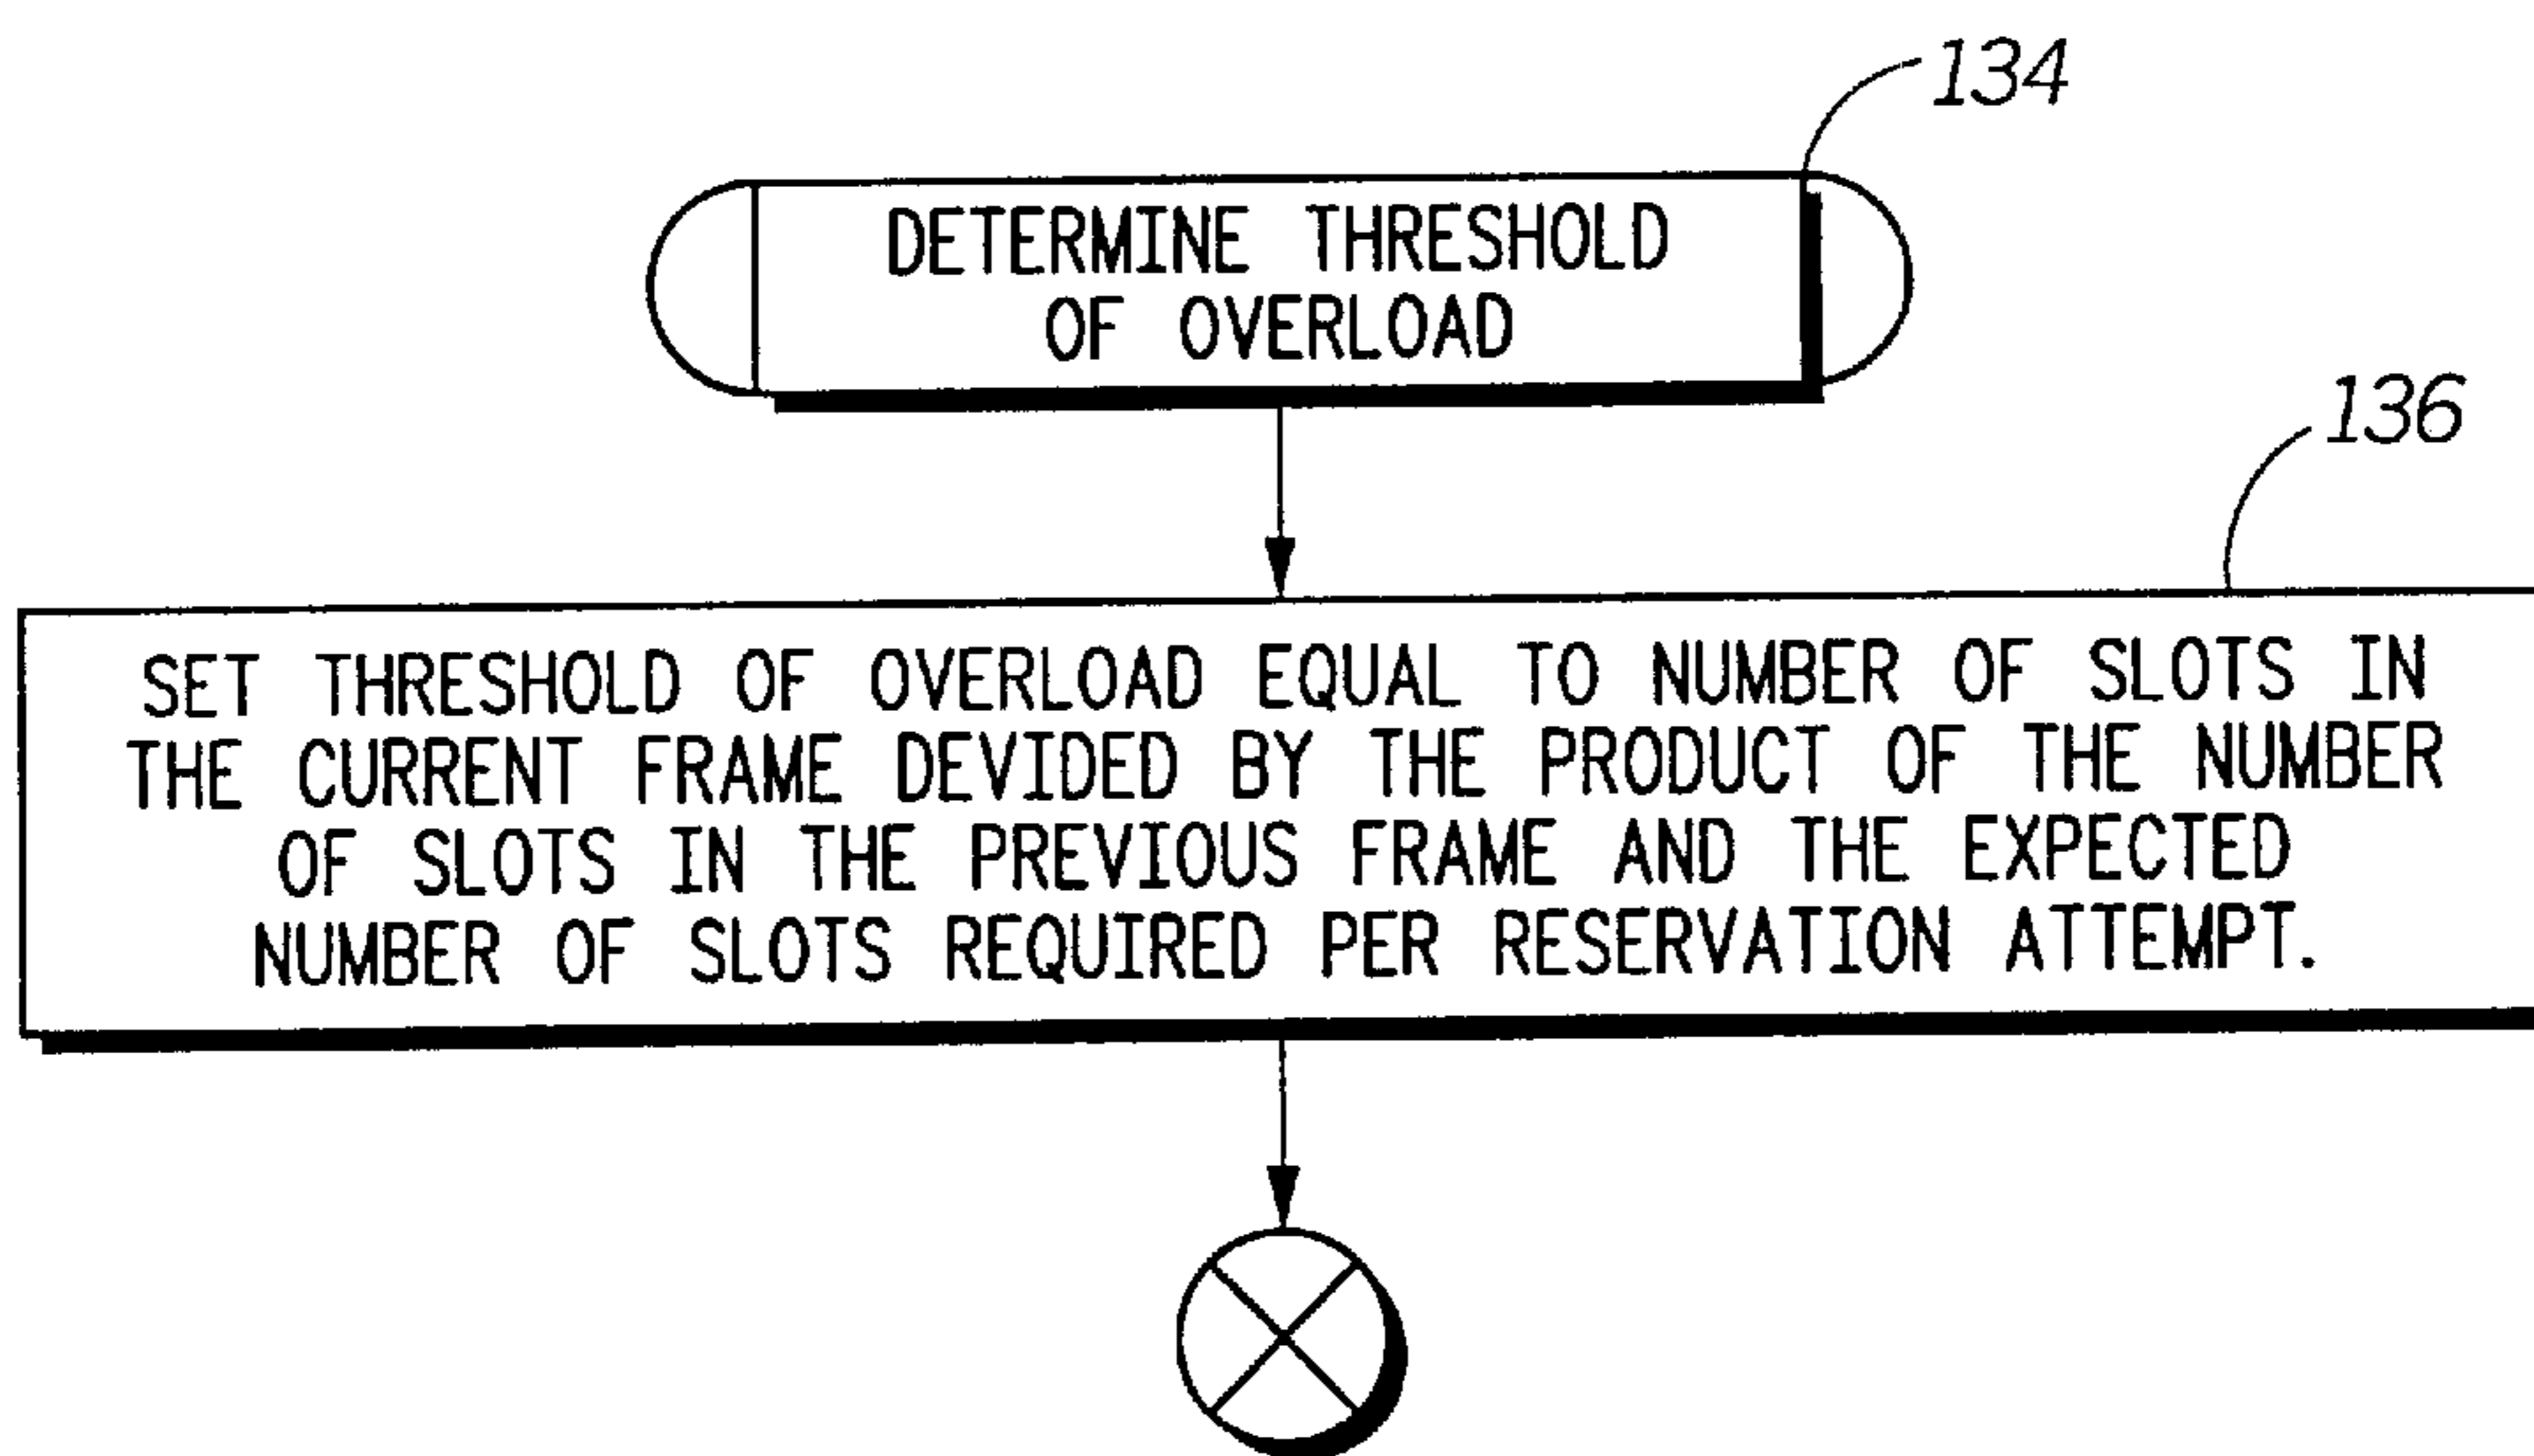 134
DETERMINE THRESHOLD
OF OVERLOAD
136
SET THRESHOLD OF OVERLOAD EQUAL TO NUMBER OF SLOTS IN
THE CURRENT FRAME DEVIDED BY THE PRODUCT OF THE NUMBER
OF SLOTS IN THE PREVIOUS FRAME AND THE EXPECTED
NUMBER OF SLOTS REQUIRED PER RESERVATION ATTEMPT.